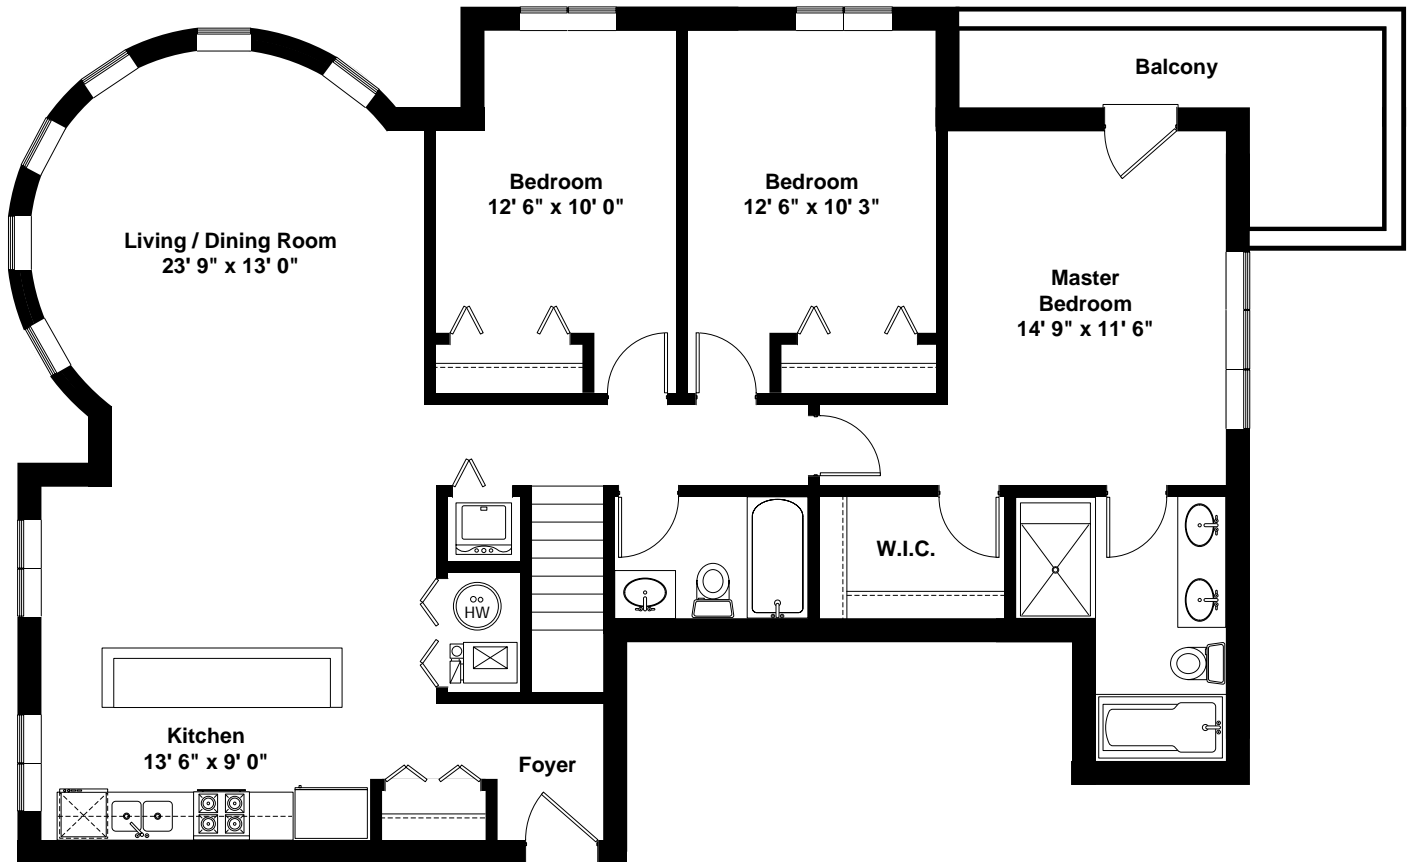 Balcony
Bedroom
12' 6" x 10' 0"
Bedroom
12' 6" x 10' 3"
Living / Dining Room
23' 9" x 13' 0"
Master
Bedroom
14' 9" x 11' 6"
W.I.C.
HW
Kitchen
13' 6" x 9' 0"
Foyer